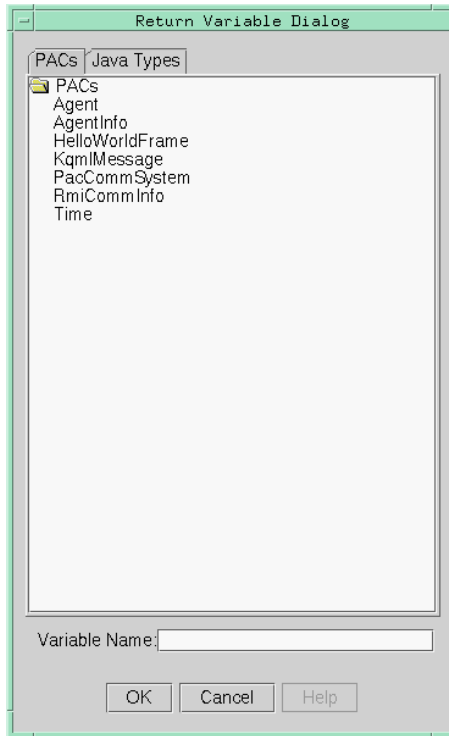 Return Variable Dialog
PACs Java Types
PACs
Agent
AgentInfo
HelloWorldFrame
KqmlMessage
PacCommSystem
RmiCommInfo
Time
Variable Name:
OK Cancel Help